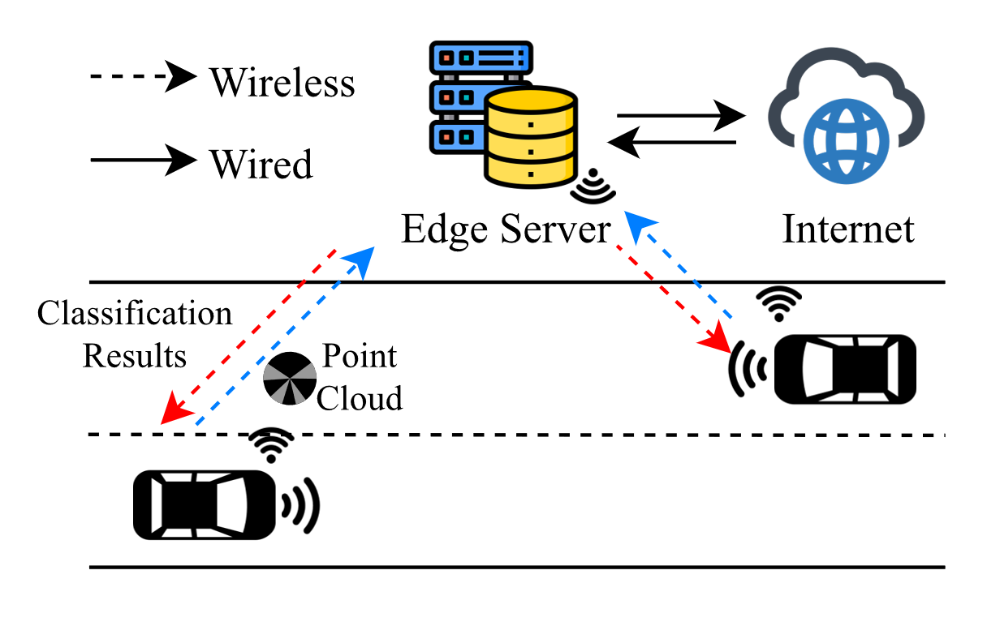 Wireless
Wired
Edge Server
Internet
Classification
Results
Point
Cloud